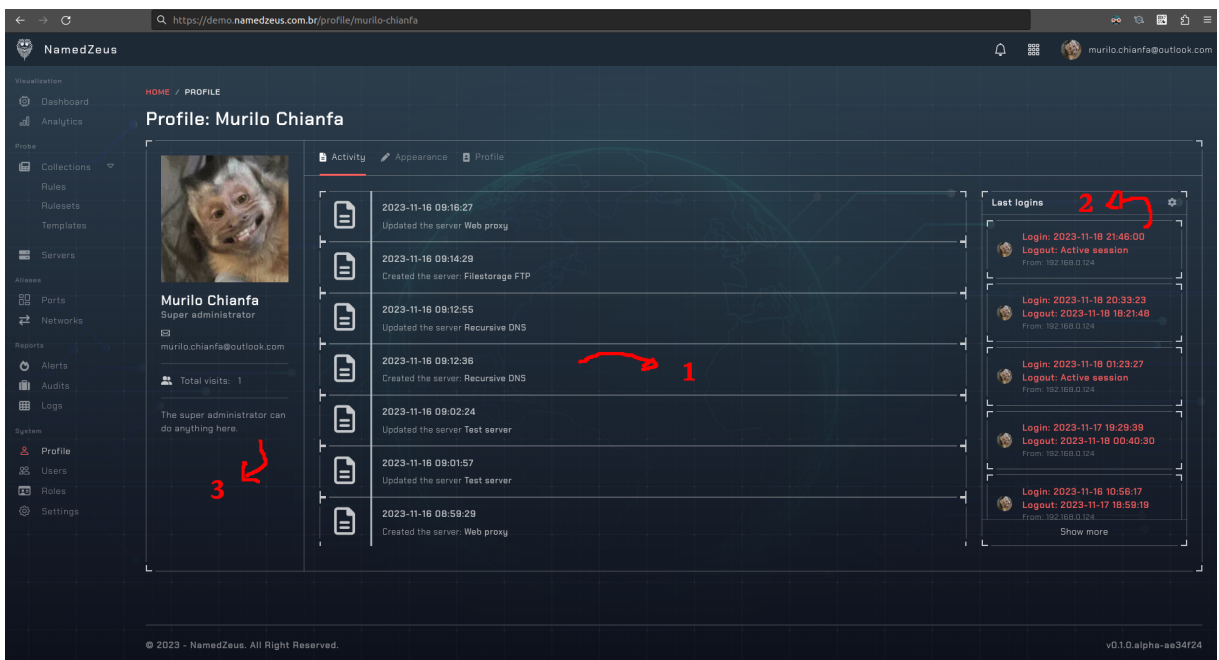 https://demo.namedzeus.com.br/profile/murilo-chianfa
NamedZeus
murilo.chianfa@outlook.com
Visualization
Dashboard
Analytics
Probe
Collections
Rules
Rulesets
Templates
Servers
Aliases
Ports
Networks
Reports
Alerts
Audits
Logs
System
Profile
Users
Roles
Settings
HOME / PROFILE
Profile: Murilo Chianfa
Murilo Chianfa
Super administrator
murilo.chianfa@outlook.com
Total visits: 1
The super administrator can
do anything here.
3
Activity Appearance Profile
2023-11-16 09:16:27
Updated the server Web proxy
2023-11-16 09:14:29
Created the server: Filestorage FTP
2023-11-16 09:12:55
Updated the server Recursive DNS
2023-11-16 09:12:36
Created the server: Recursive DNS
1
2023-11-16 09:02:24
Updated the server Test server
2023-11-16 09:01:57
Updated the server Test server
2023-11-16 08:59:29
Created the server: Web proxy
Last logins
2
Login: 2023-11-18 21:46:00
Logout: Active session
From: 192.168.0.124
Login: 2023-11-18 20:33:23
Logout: 2023-11-18 18:21:48
From: 192.168.0.124
Login: 2023-11-18 01:23:27
Logout: Active session
From: 192.168.0.124
Login: 2023-11-17 19:29:39
Logout: 2023-11-18 00:40:30
From: 192.168.0.124
Login: 2023-11-16 10:56:17
Logout: 2023-11-17 18:59:19
From: 192.168.0.124
Show more
© 2023 - NamedZeus. All Right Reserved.
v0.1.0.alpha-ae34f24